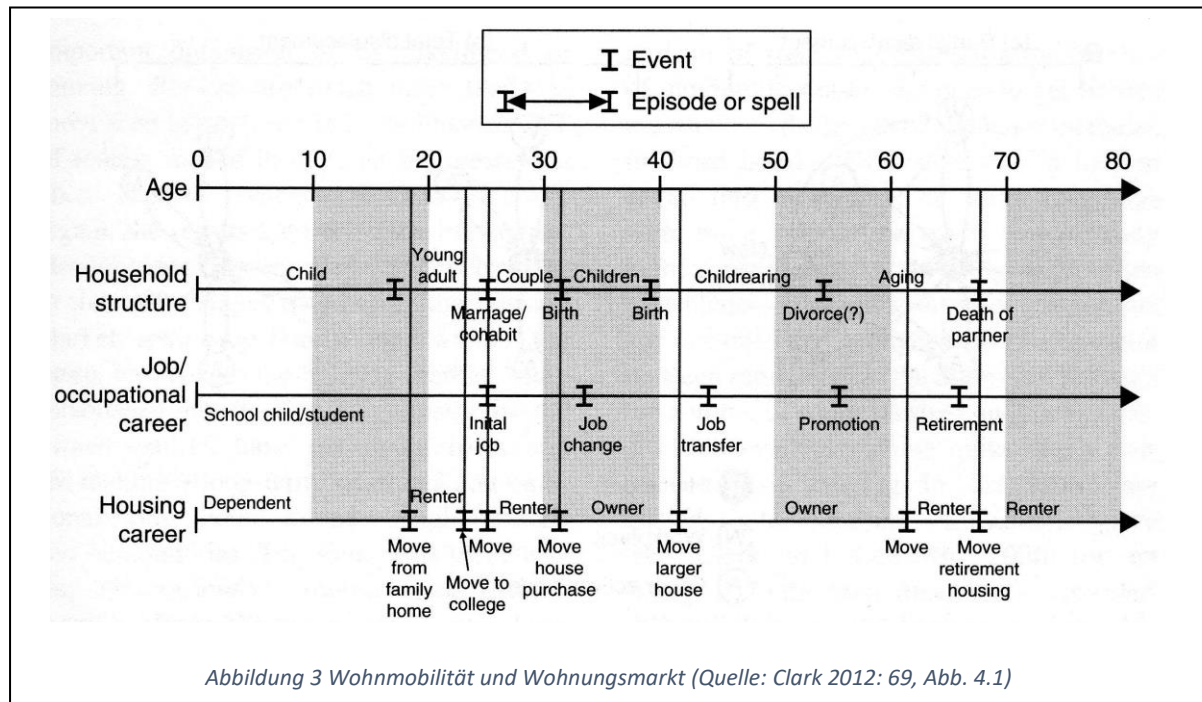 Event
Episode or spell
0 10 20 30 40 50 60 70 80
Age
Child
Young
adult
Couple
Children
Childrearing
Aging
Household
structure
Marriage/
cohabit
Birth
Birth
Divorce(?)
Death of
partner
Job/
occupational
career
School child/student
Inital
job
Job
change
Job
transfer
Promotion
Retirement
Housing
career
Dependent
Renter
Renter
Owner
Owner
Renter
Renter
Move
from
family
home
Move to
college
Move
Move
house
purchase
Move
larger
house
Move
Move
retirement
housing
Abbildung 3 Wohnmobilität und Wohnungsmarkt (Quelle: Clark 2012: 69, Abb. 4.1)